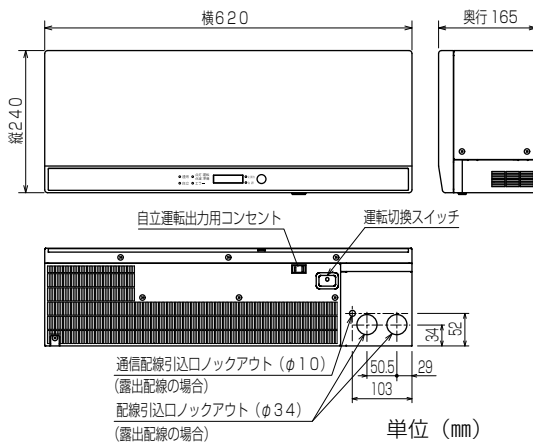 横620
奥行165
縦240
自立運転出力用コンセント
運転切換スイッチ
通信配線引込口ノックアウト（φ10）
(露出配線の場合)
配線引込口ノックアウト（φ34）
(露出配線の場合)
50.5
29
103
34
52
単位（㎜）